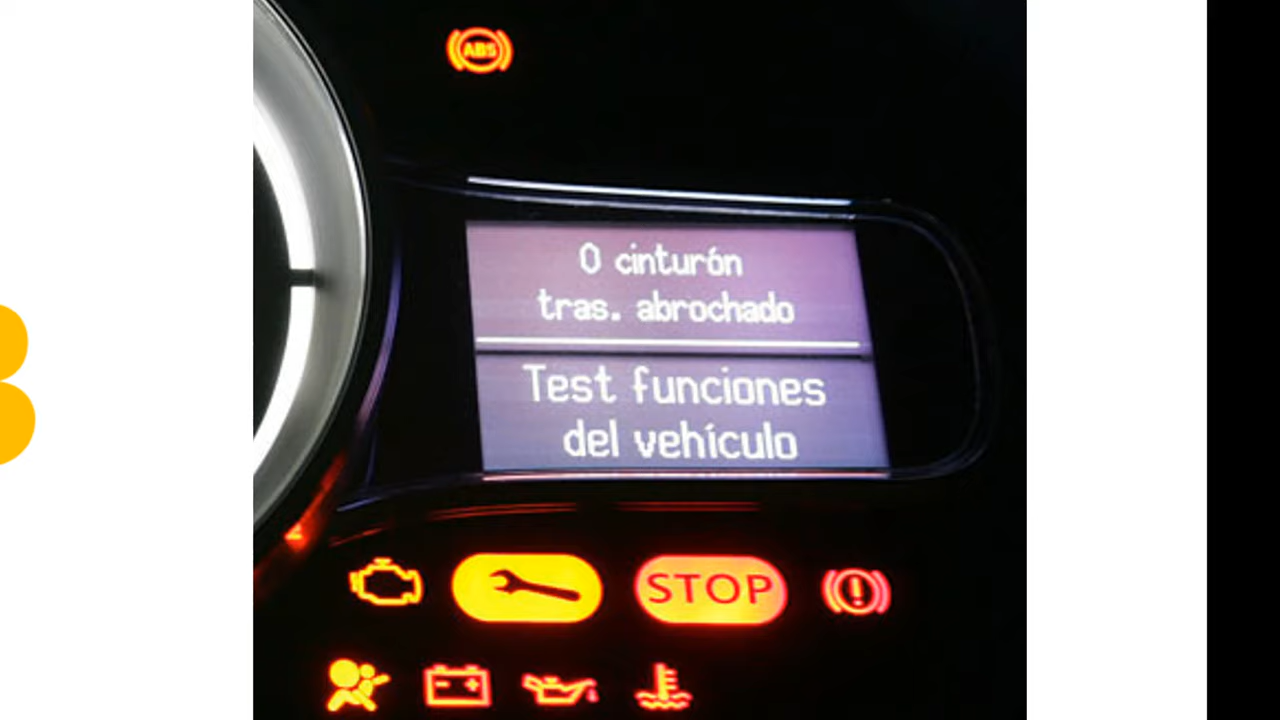 ABS
0 cinturón
tras. abrochado
Test funciones
del vehículo
STOP